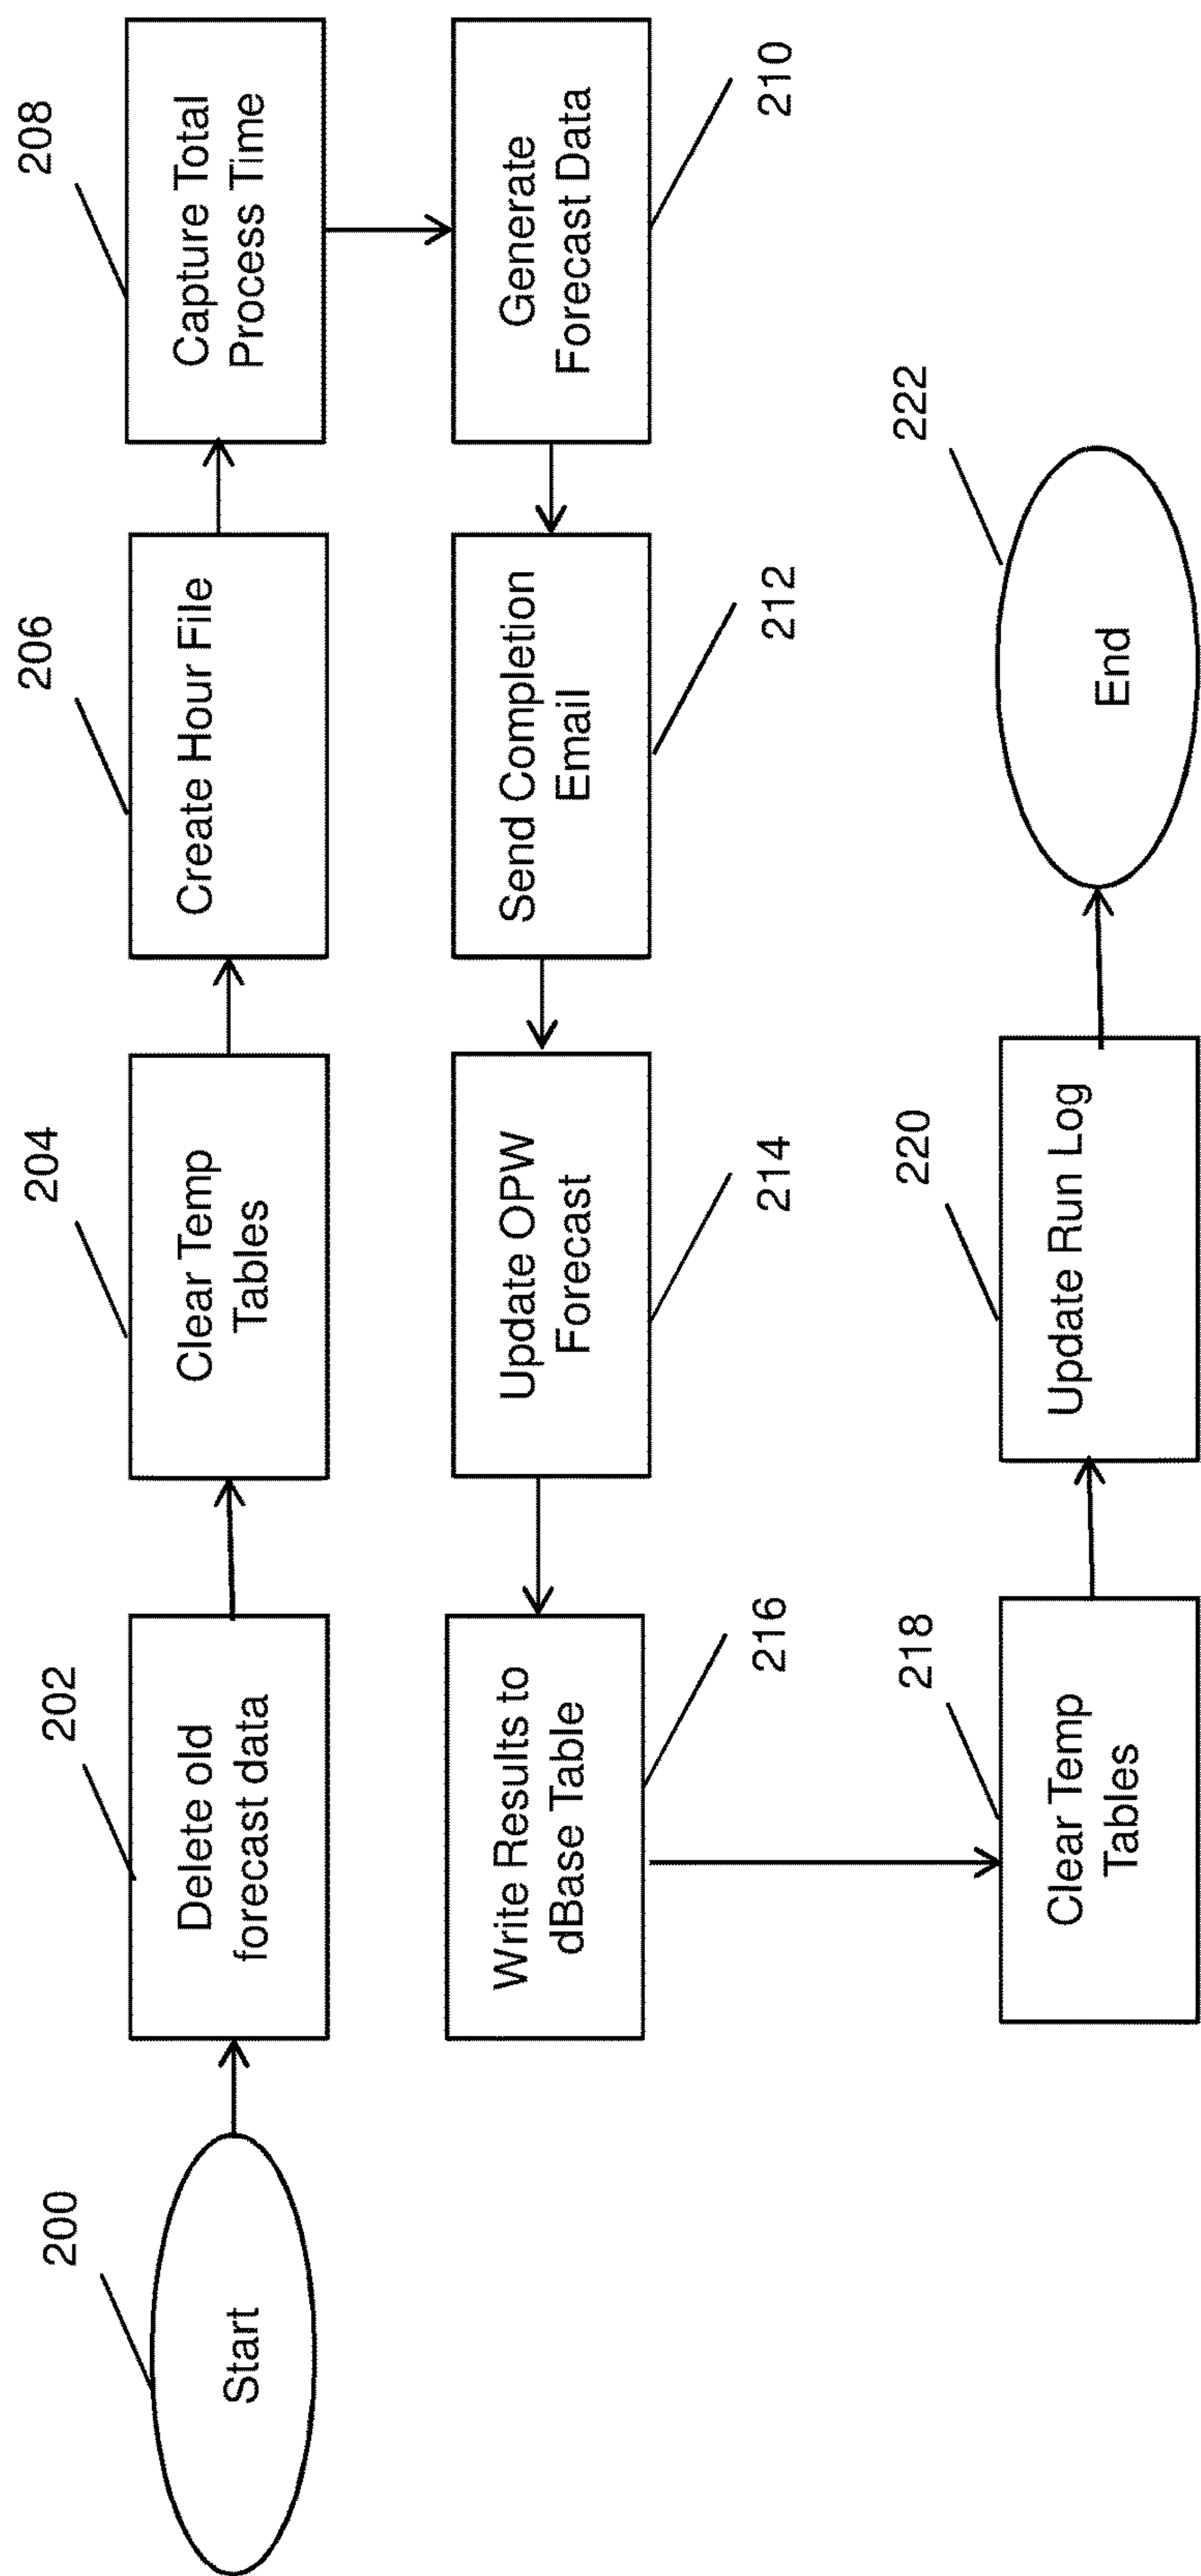 200
Start
202
Delete old
forecast data
204
Clear Temp
Tables
206
Create Hour File
208
Capture Total
Process Time
210
Generate
Forecast Data
212
Send Completion
Email
214
Update OPW
Forecast
216
Write Results to
dBase Table
218
Clear Temp
Tables
220
Update Run Log
222
End